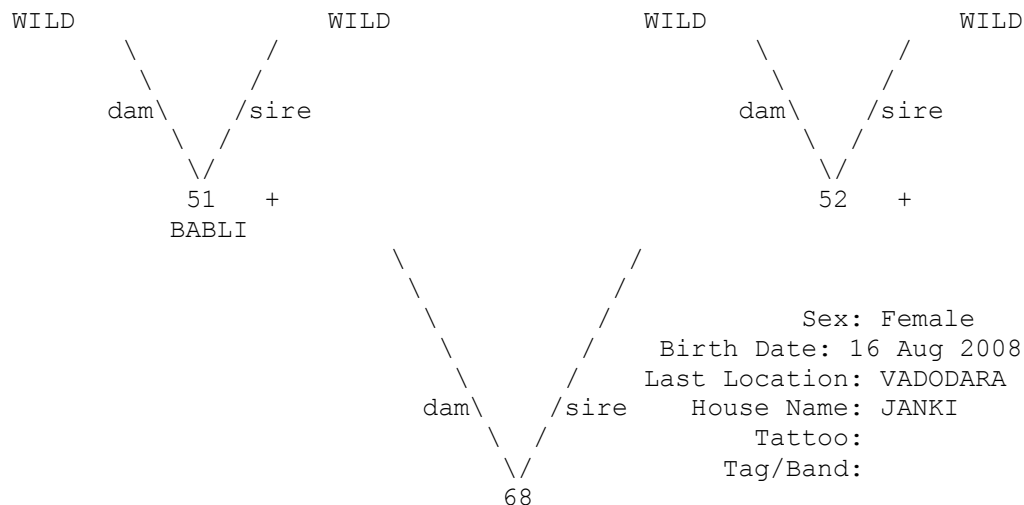 WILD WILD WILD WILD
\ / \ /
\ / \ /
dam\ /sire dam\ /sire
\ / \ /
\/ \/
51 + 52 +
BABLI
\ /
\ /
\ /
\ / Sex: Female
\ / Birth Date: 16 Aug 2008
\ / Last Location: VADODARA
dam\ /sire House Name: JANKI
\ / Tattoo:
\/ Tag/Band:
68